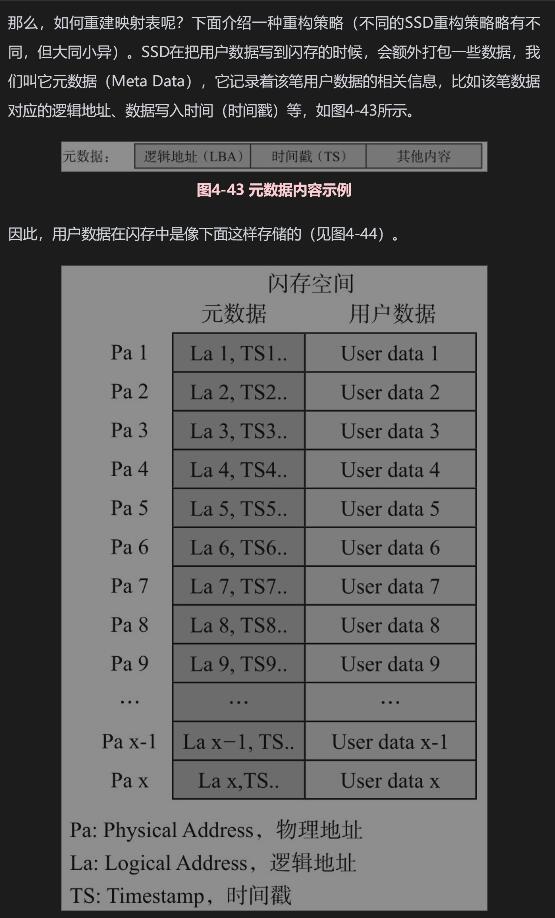 那么，如何重建映射表呢？下面介绍一种重构策略（不同的SSD重构策略略有不
同，但大同小异）。SSD在把用户数据写到闪存的时候，会额外打包一些数据，我
们叫它元数据（Meta Data），它记录着该笔用户数据的相关信息，比如该笔数据
对应的逻辑地址、数据写入时间（时间戳）等，如图4-43所示。
元数据： 逻辑地址（LBA） 时间戳（TS） 其他内容
图4-43 元数据内容示例
因此，用户数据在闪存中是像下面这样存储的（见图4-44）。
闪存空间
元数据 用户数据
Pa 1 La 1, TS1.. User data 1
Pa 2 La 2, TS2.. User data 2
Pa 3 La 3, TS3.. User data 3
Pa 4 La 4, TS4.. User data 4
Pa 5 La 5, TS5.. User data 5
Pa 6 La 6, TS6.. User data 6
Pa 7 La 7, TS7.. User data 7
Pa 8 La 8, TS8.. User data 8
Pa 9 La 9, TS9.. User data 9
… … …
Pa x-1 La x−1, TS.. User data x-1
Pa x La x,TS.. User data x
Pa: Physical Address，物理地址
La: Logical Address，逻辑地址
TS: Timestamp，时间戳